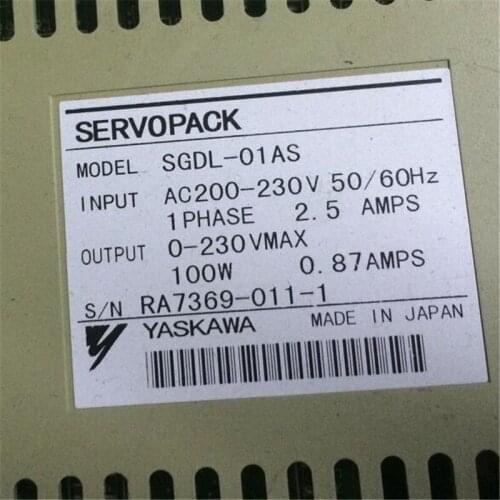 SERVOPACK
MODEL SGDL-01AS
INPUT AC200-230V 50/60Hz
1PHASE 2.5 AMPS
OUTPUT 0-230VMAX
100W 0.87AMPS
S/N RA7369-011-1
YASKAWA MADE IN JAPAN